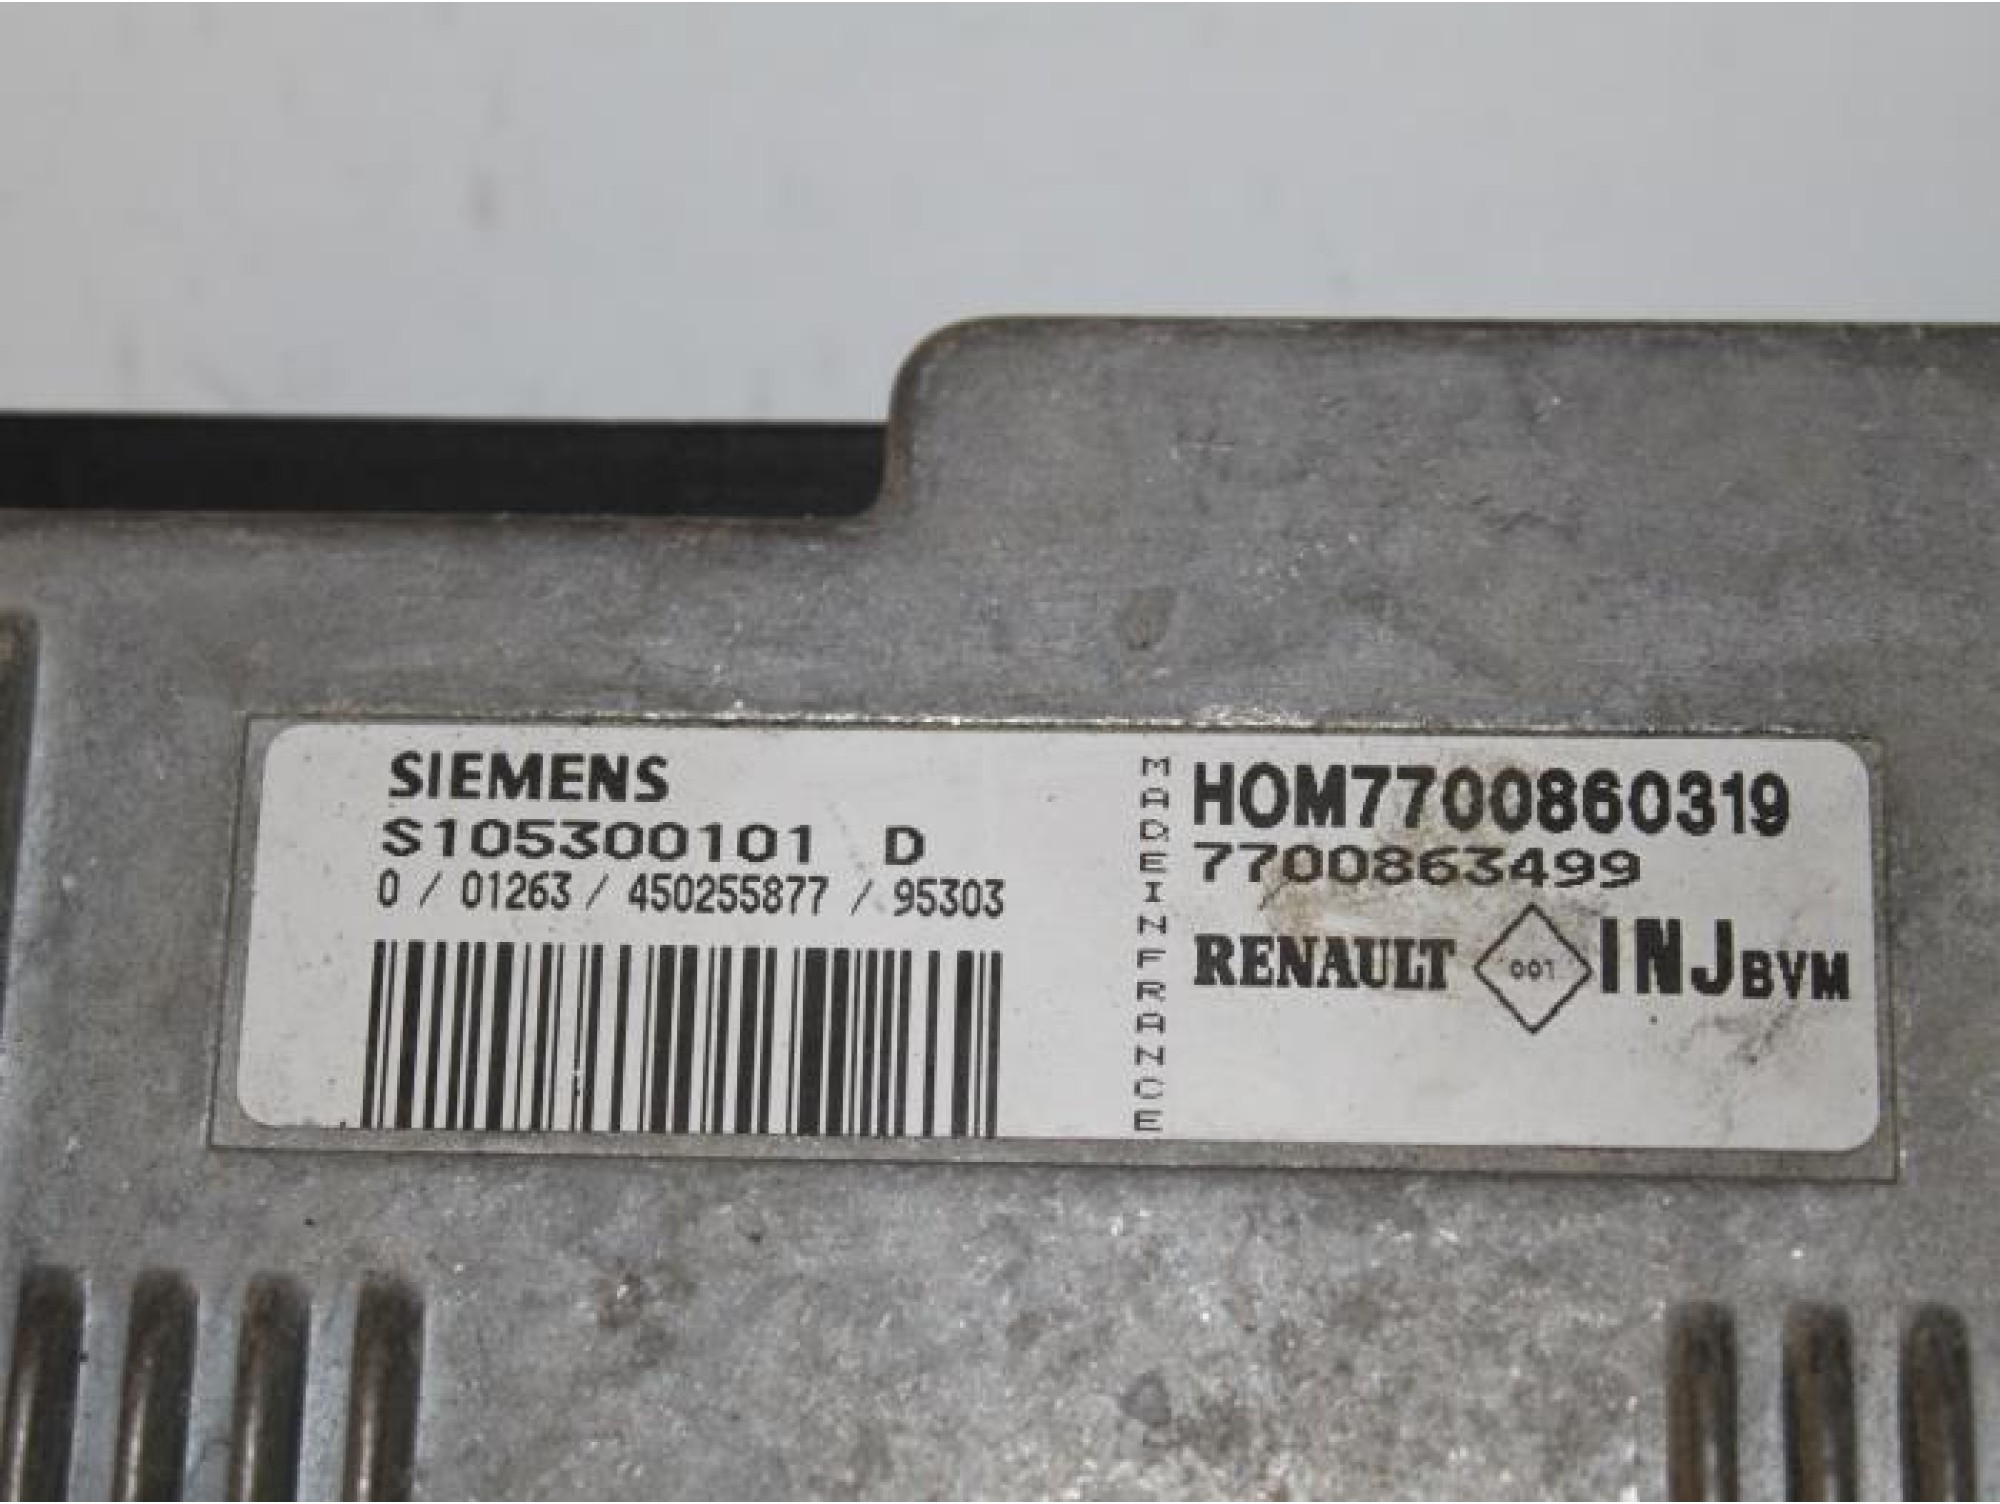 SIEMENS
S105300101 D
0 / 01263 / 450255877 / 95303
MADE IN FRANCE
HOM7700860319
7700863499
RENAULT 001 INJ BVM